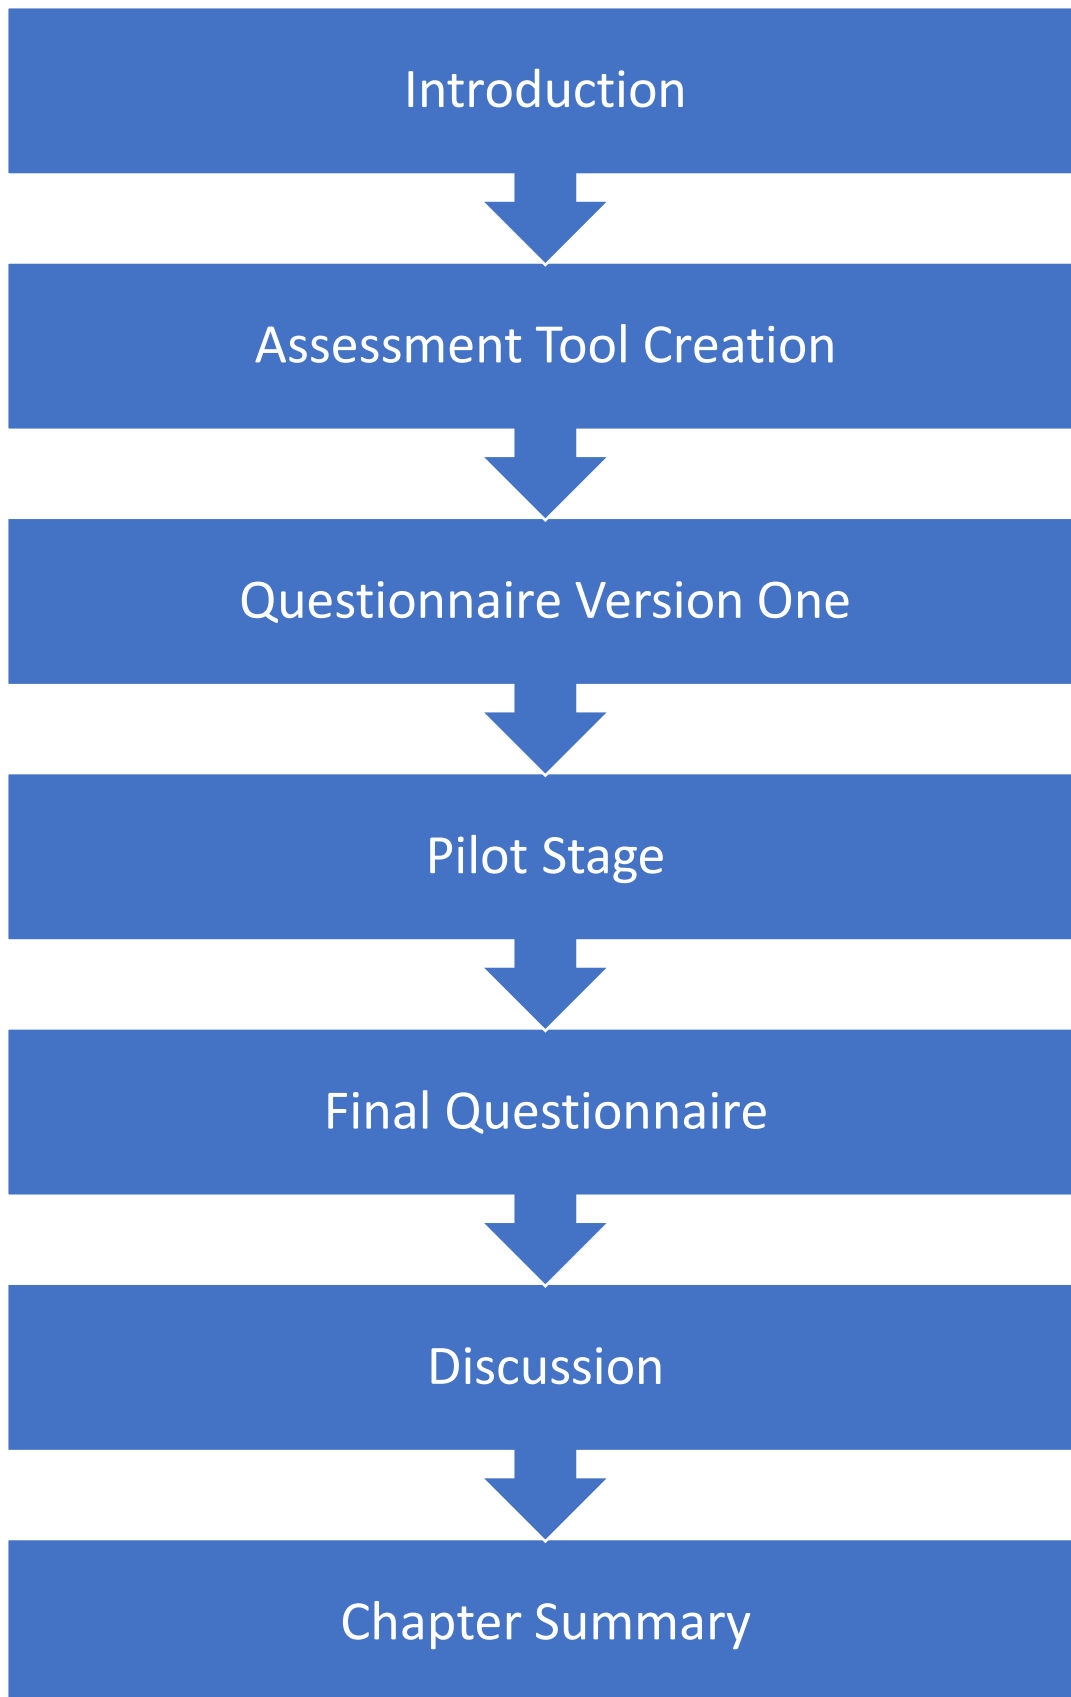 Introduction
Assessment Tool Creation
Questionnaire Version One
Pilot Stage
Final Questionnaire
Discussion
Chapter Summary